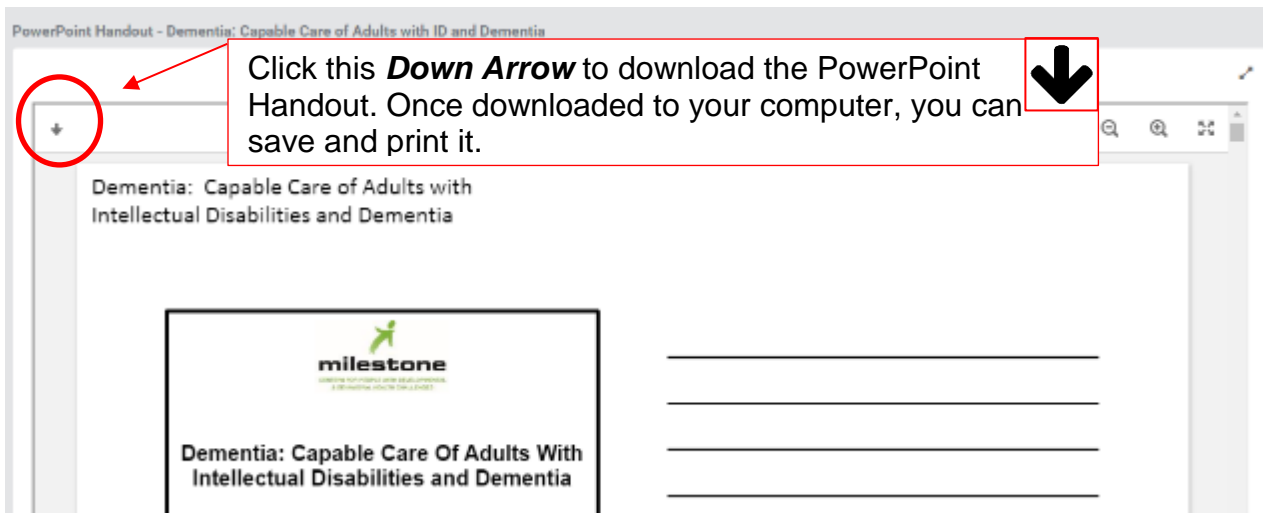 PowerPoint Handout - Dementia: Capable Care of Adults with ID and Dementia
Click this Down Arrow to download the PowerPoint
Handout. Once downloaded to your computer, you can
save and print it.
Dementia: Capable Care of Adults with
Intellectual Disabilities and Dementia
milestone
Dementia: Capable Care Of Adults With
Intellectual Disabilities and Dementia